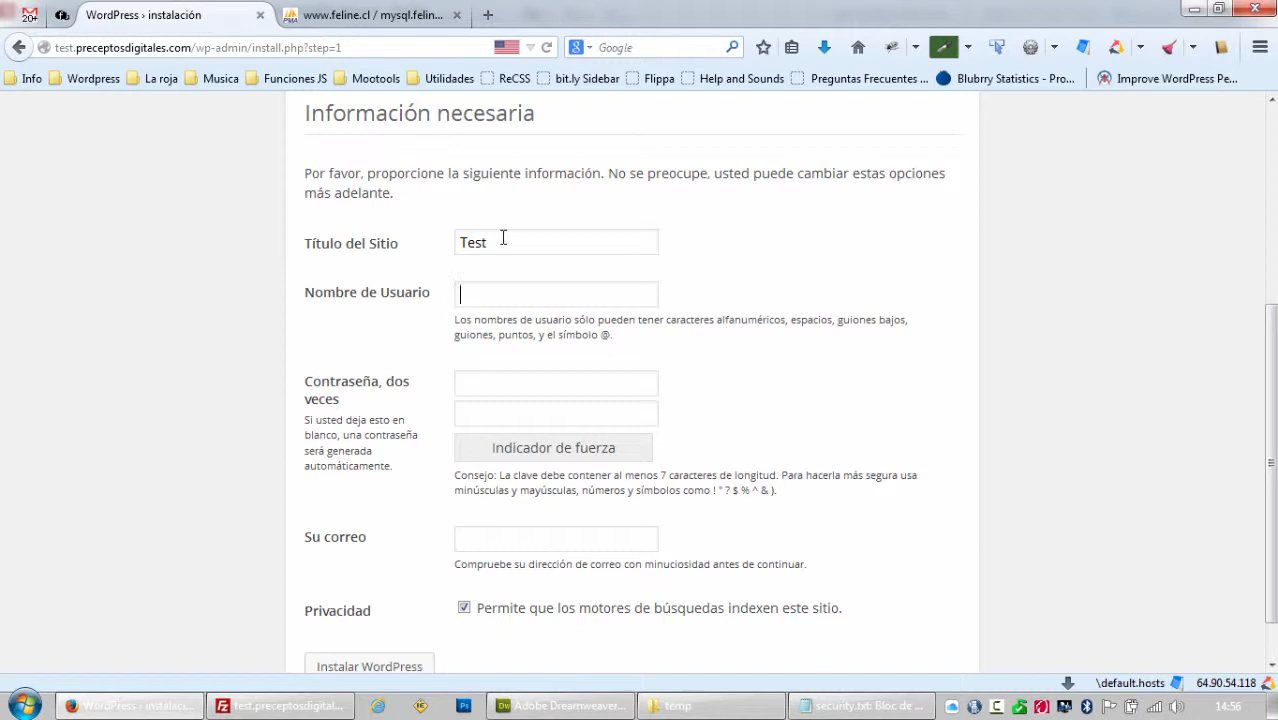 20+
WordPress › instalación
PMA
www.feline.cl / mysql.felin...
test.preceptosdigitales.com/wp-admin/install.php?step=1
Google
Info
Wordpress
La roja
Musica
Funciones JS
Mootools
Utilidades
ReCSS
bit.ly Sidebar
Flippa
Help and Sounds
Preguntas Frecuentes ...
Blubrry Statistics - Pro...
Improve WordPress Pe...
Información necesaria
Por favor, proporcione la siguiente información. No se preocupe, usted puede cambiar estas opciones
más adelante.
Título del Sitio
Test
Nombre de Usuario
Los nombres de usuario sólo pueden tener caracteres alfanuméricos, espacios, guiones bajos,
guiones, puntos, y el símbolo @.
Contraseña, dos
veces
Si usted deja esto en
blanco, una contraseña
será generada
automáticamente.
Indicador de fuerza
Consejo: La clave debe contener al menos 7 caracteres de longitud. Para hacerla más segura usa
minúsculas y mayúsculas, números y símbolos como ! " ? $ % ^ & ).
Su correo
Compruebe su dirección de correo con minuciosidad antes de continuar.
Privacidad
Permite que los motores de búsquedas indexen este sitio.
Instalar WordPress
\default.hosts
64.90.54.118
WordPress › instalaci...
test.preceptosdigital...
Ps
Dw
Adobe Dreamweaver...
temp
security.bit: Bloc de ...
14:56